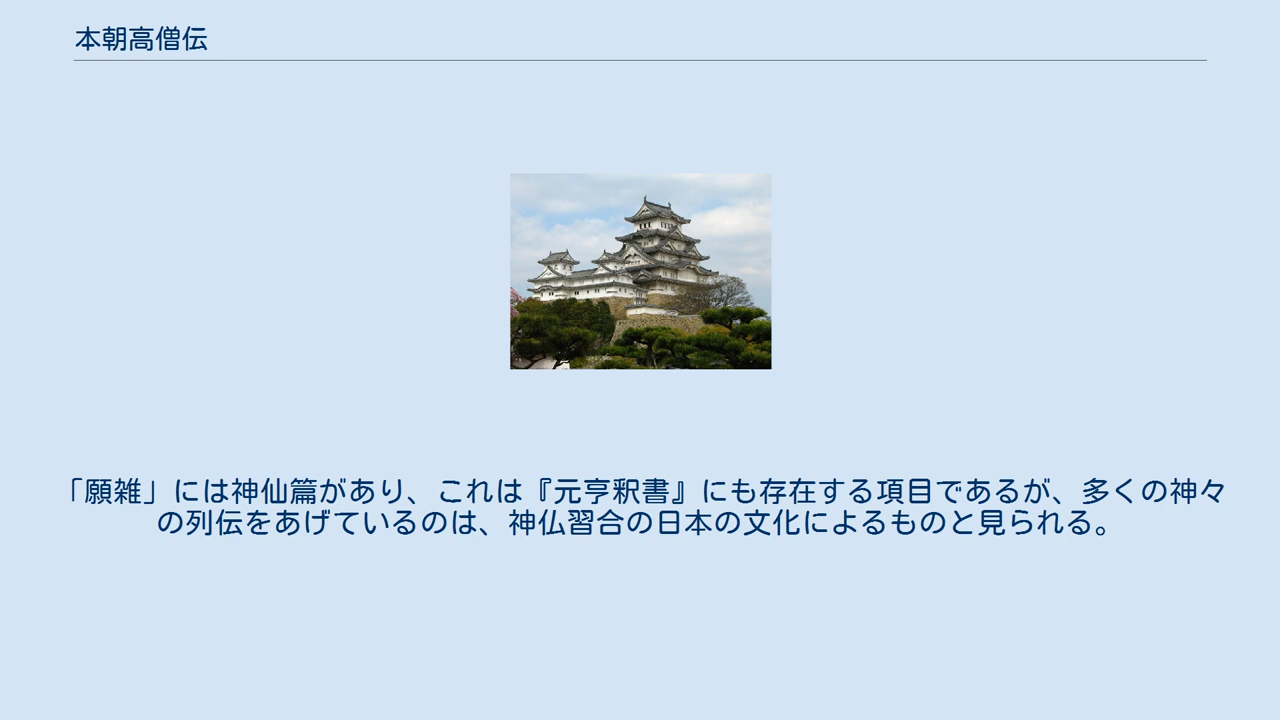 本朝高僧伝
「願雑」には神仙篇があり、これは『元亨釈書』にも存在する項目であるが、多くの神々
の列伝をあげているのは、神仏習合の日本の文化によるものと見られる。